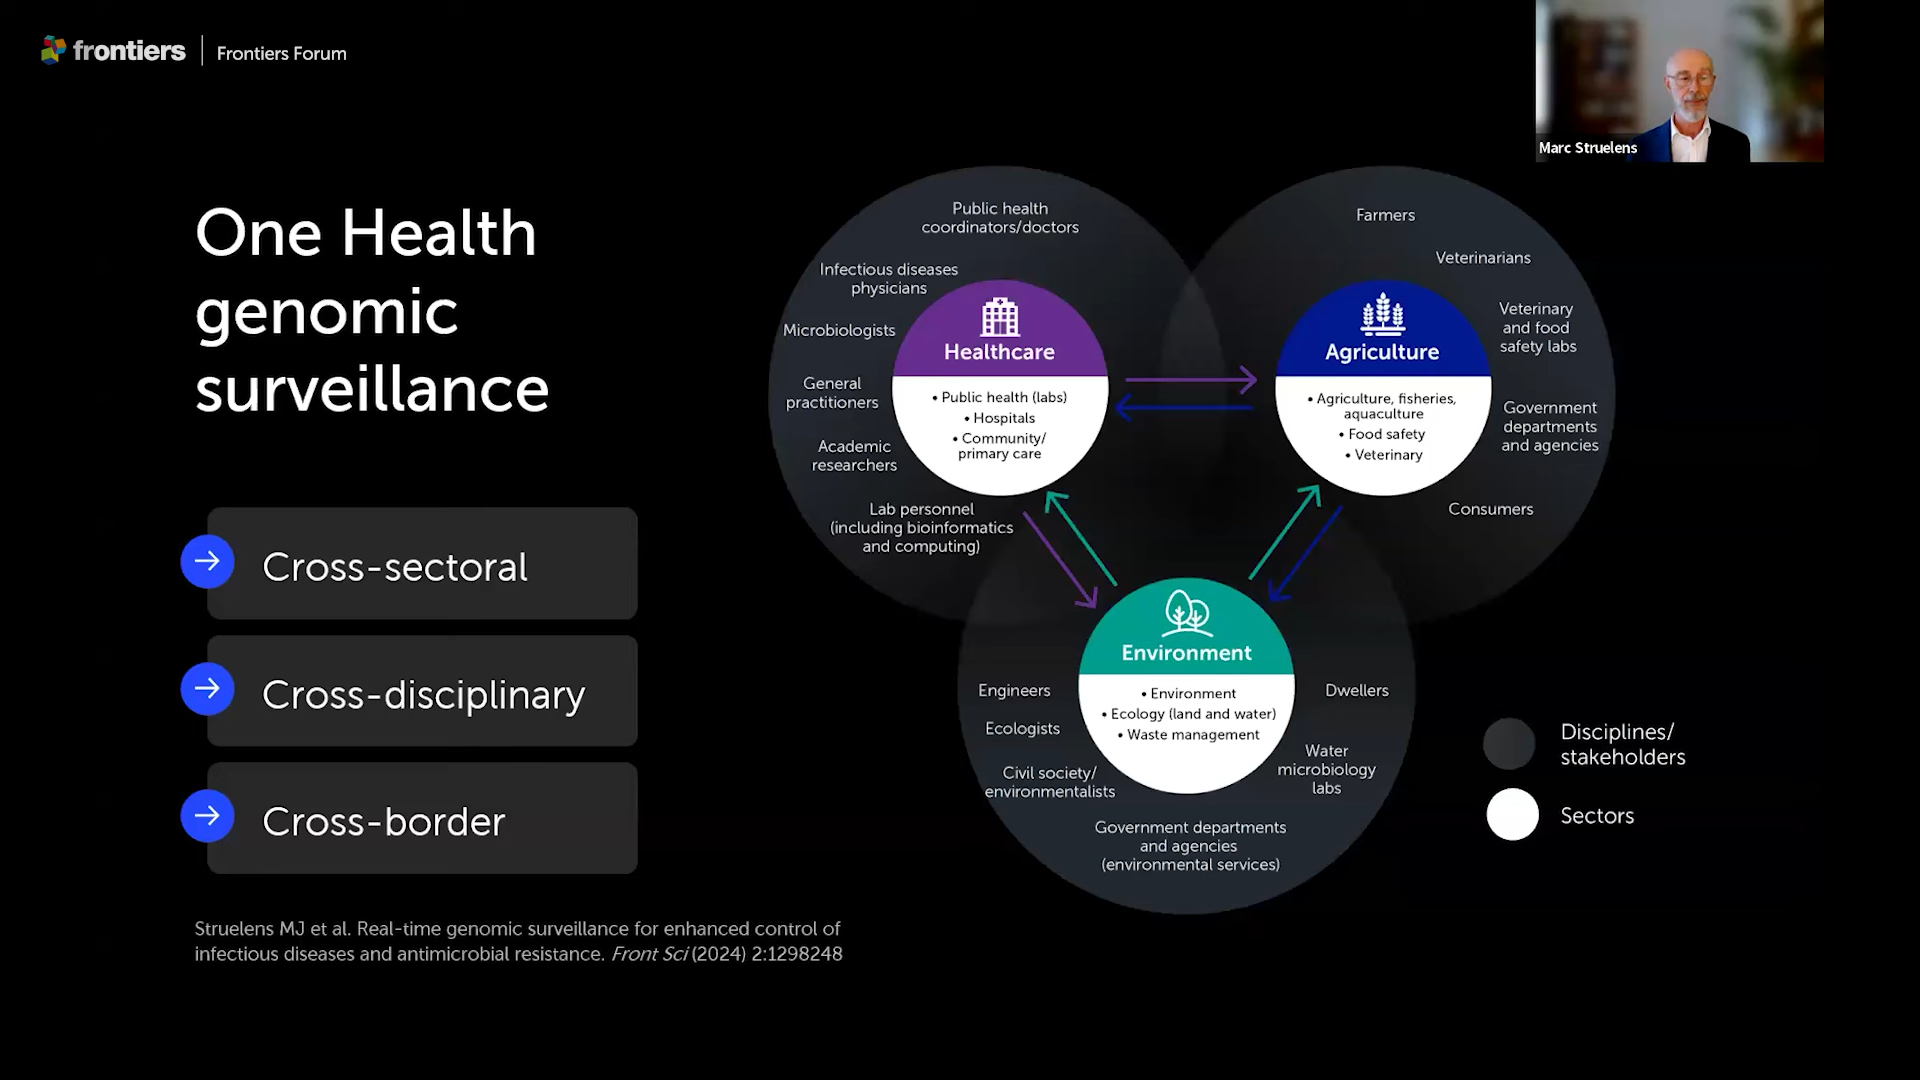 frontiers
Frontiers Forum
Marc Struelens
One Health
genomic
surveillance
Cross-sectoral
Cross-disciplinary
Cross-border
Struelens MJ et al. Real-time genomic surveillance for enhanced control of
infectious diseases and antimicrobial resistance. Front Sci (2024) 2:1298248
Public health
coordinators/doctors
Infectious diseases
physicians
Microbiologists
General
practitioners
Academic
researchers
Lab personnel
(including bioinformatics
and computing)
Healthcare
• Public health (labs)
• Hospitals
• Community/
primary care
Farmers
Veterinarians
Veterinary
and food
safety labs
Government
departments
and agencies
Consumers
Agriculture
• Agriculture, fisheries,
aquaculture
• Food safety
• Veterinary
Environment
• Environment
• Ecology (land and water)
• Waste management
Engineers
Ecologists
Civil society/
environmentalists
Dwellers
Water
microbiology
labs
Government departments
and agencies
(environmental services)
Disciplines/
stakeholders
Sectors